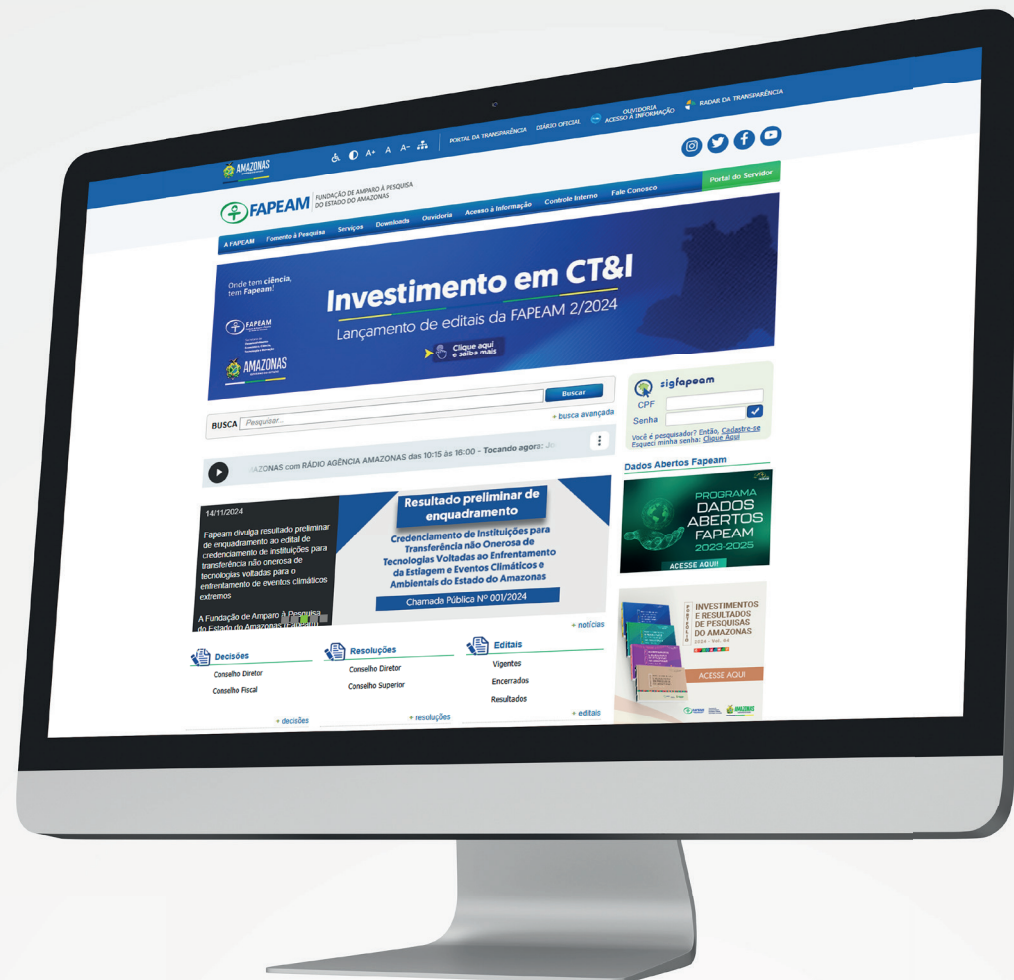 AMAZONAS
A+ A A-
PORTAL DA TRANSPARÊNCIA
DIÁRIO OFICIAL
OUVIDORIA
ACESSO À INFORMAÇÃO
RADAR DA TRANSPARÊNCIA
FAPEAM
FUNDAÇÃO DE AMPARO À PESQUISA
DO ESTADO DO AMAZONAS
A FAPEAM Fomento à Pesquisa Serviços Downloads Ouvidoria Acesso à Informação Controle Interno Fale Conosco
Portal do Servidor
Onde tem ciência,
tem Fapeam!
FAPEAM
AMAZONAS
Investimento em CT&I
Lançamento de editais da FAPEAM 2/2024
Clique aqui
e saiba mais
BUSCA Pesquisar... Buscar
+ busca avançada
AZONAS com RÁDIO AGÊNCIA AMAZONAS das 10:15 às 16:00 - Tocando agora:
sigfapeam
CPF
Senha
Você é pesquisador? Então, Cadastre-se
Esqueci minha senha: Clique Aqui
14/11/2024
Fapeam divulga resultado preliminar
de enquadramento ao edital de
credenciamento de instituições para
transferência não onerosa de
tecnologias voltadas para o
enfrentamento de eventos climáticos
extremos
A Fundação de Amparo à Pesquisa
do Estado do Amazonas (Fapeam)
Resultado preliminar de
enquadramento
Credenciamento de Instituições para
Transferência não Onerosa de
Tecnologias Voltadas ao Enfrentamento
da Estiagem e Eventos Climáticos e
Ambientais do Estado do Amazonas
Chamada Pública Nº 001/2024
+ notícias
Dados Abertos Fapeam
PROGRAMA
DADOS
ABERTOS
FAPEAM
2023-2025
ACESSE AQUI!
PORTFÓLIO
INVESTIMENTOS
E RESULTADOS
DE PESQUISAS
DO AMAZONAS
ACESSE AQUI
FAPEAM
AMAZONAS
Decisões
Conselho Diretor
Conselho Fiscal
+ decisões
Resoluções
Conselho Diretor
Conselho Superior
+ resoluções
Editais
Vigentes
Encerrados
Resultados
+ editais